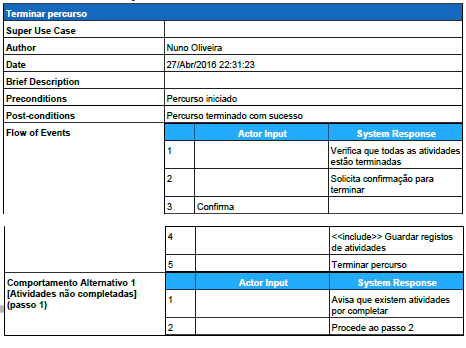 Terminar percurso
Super Use Case
Author Nuno Oliveira
Date 27/Abr/2016 22:31:23
Brief Description
Preconditions Percurso iniciado
Post-conditions Percurso terminado com sucesso
Flow of Events Actor Input System Response
1 Verifica que todas as atividades
estão terminadas
2 Solicita confirmação para
terminar
3 Confirma
4 <<include>> Guardar registos
de atividades
5 Terminar percurso
Comportamento Alternativo 1 Actor Input System Response
[Atividades não completadas]
(passo 1)
1 Avisa que existem atividades
por completar
2 Procede ao passo 2